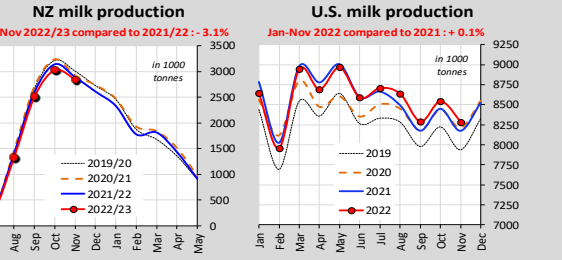 NZ milk production
Nov 2022/23 compared to 2021/22 : - 3.1%
in 1000
tonnes
3500
3000
2500
2000
1500
1000
500
0
2019/20
2020/21
2021/22
2022/23
Aug
Sep
Oct
Nov
Dec
Jan
Feb
Mar
Apr
May
U.S. milk production
Jan-Nov 2022 compared to 2021 : + 0.1%
in 1000
tonnes
9250
9000
8750
8500
8250
8000
7750
7500
7250
7000
2019
2020
2021
2022
Jan
Feb
Mar
Apr
May
Jun
Jul
Aug
Sep
Oct
Nov
Dec